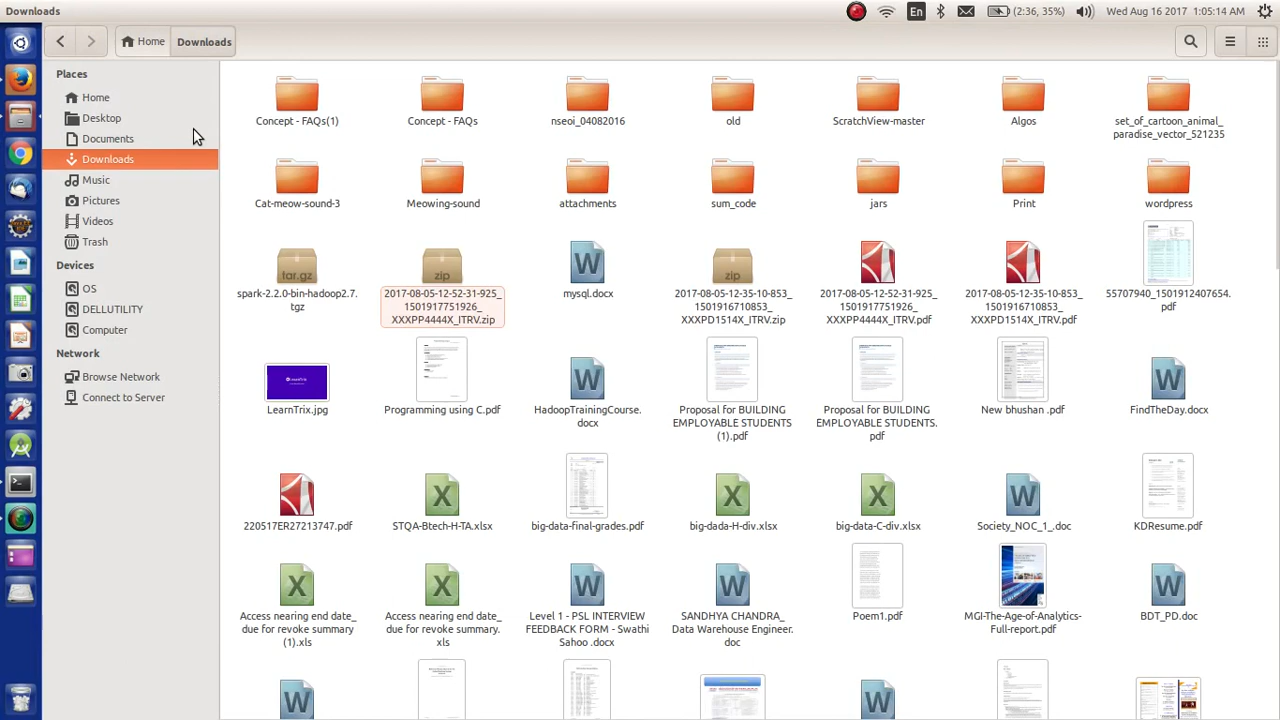 Downloads
En
(2:36, 35%)
Wed Aug 16 2017 1:05:14 AM
Home
Downloads
Places
Home
Desktop
Documents
Downloads
Music
Pictures
Videos
Trash
Devices
OS
DELLUTILITY
Computer
Network
Browse Network
Connect to Server
Concept - FAQs(1)
Concept - FAQs
nseoi_04082016
old
ScratchView-master
Algos
set_of_cartoon_animal_
paradise_vector_521235
Cat-meow-sound-3
Meowing-sound
attachments
sum_code
jars
Print
wordpress
tar.gz
spark-2.2.0-bin-hadoop2.7.
tgz
zip
2017-08-05-12-52-31-925_
1501917751926_
XXXPP4444X_ITRV.zip
mysql.docx
zip
2017-08-05-12-35-10-853_
1501916710853_
XXXPD1514X_ITRV.zip
2017-08-05-12-52-31-925_
1501917751926_
XXXPP4444X_ITRV.pdf
2017-08-05-12-35-10-853_
1501916710853_
XXXPD1514X_ITRV.pdf
55707940_1501912407654.
pdf
LearnTrix.jpg
Programming using C.pdf
HadoopTrainingCourse.
docx
Proposal for BUILDING
EMPLOYABLE STUDENTS
(1).pdf
Proposal for BUILDING
EMPLOYABLE STUDENTS.
pdf
New bhushan .pdf
FindTheDay.docx
220517ER27213747.pdf
STQA-Btech-H-TA.xlsx
big-data-final-grades.pdf
big-dada-H-div.xlsx
big-data-C-div.xlsx
Society_NOC_1_.doc
KDResume.pdf
Access nearing end date_
due for revoke summary
(1).xls
Access nearing end date_
due for revoke summary.
xls
Level 1 - PSL INTERVIEW
FEEDBACK FORM - Swathi
Sahoo .docx
SANDHYA CHANDRA_
Data Warehouse Engineer.
doc
Poem1.pdf
MGI-The-Age-of-Analytics-
Full-report.pdf
BDT_PD.doc